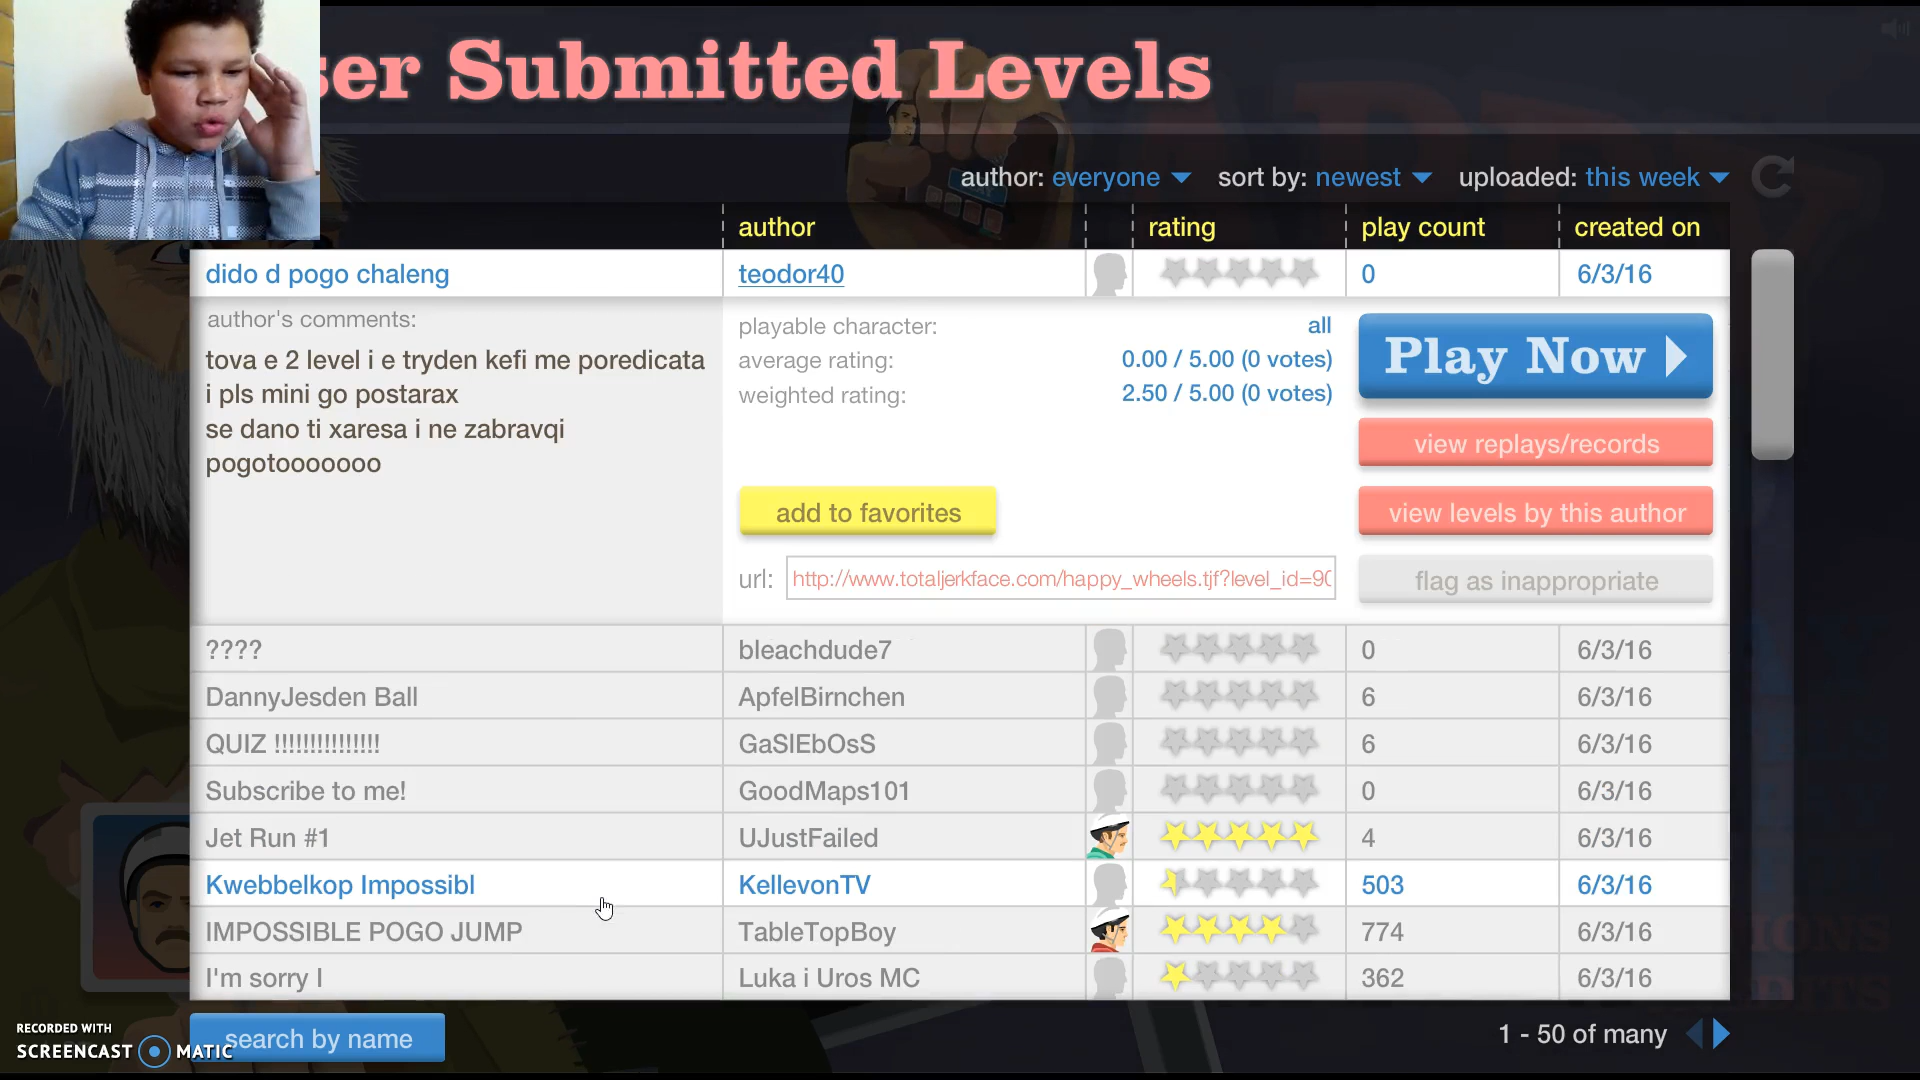 ser Submitted Levels
author: everyone sort by: newest uploaded: this week
author rating play count created on
dido d pogo chaleng teodor40 0 6/3/16
author's comments:
tova e 2 level i e tryden kefi me poredicata
i pls mini go postarax
se dano ti xaresa i ne zabravqi
pogotooooooo
playable character: all
average rating: 0.00 / 5.00 (0 votes)
weighted rating: 2.50 / 5.00 (0 votes)
add to favorites
url: http://www.totaljerkface.com/happy_wheels.tjf?level_id=90
Play Now
view replays/records
view levels by this author
flag as inappropriate
???? bleachdude7 0 6/3/16
DannyJesden Ball ApfelBirnchen 6 6/3/16
QUIZ !!!!!!!!!!!!!!! GaSlEbOsS 6 6/3/16
Subscribe to me! GoodMaps101 0 6/3/16
Jet Run #1 UJustFailed 4 6/3/16
Kwebbelkop Impossibl KellevonTV 503 6/3/16
IMPOSSIBLE POGO JUMP TableTopBoy 774 6/3/16
I'm sorry I Luka i Uros MC 362 6/3/16
search by name
1 - 50 of many
RECORDED WITH
SCREENCAST MATIC